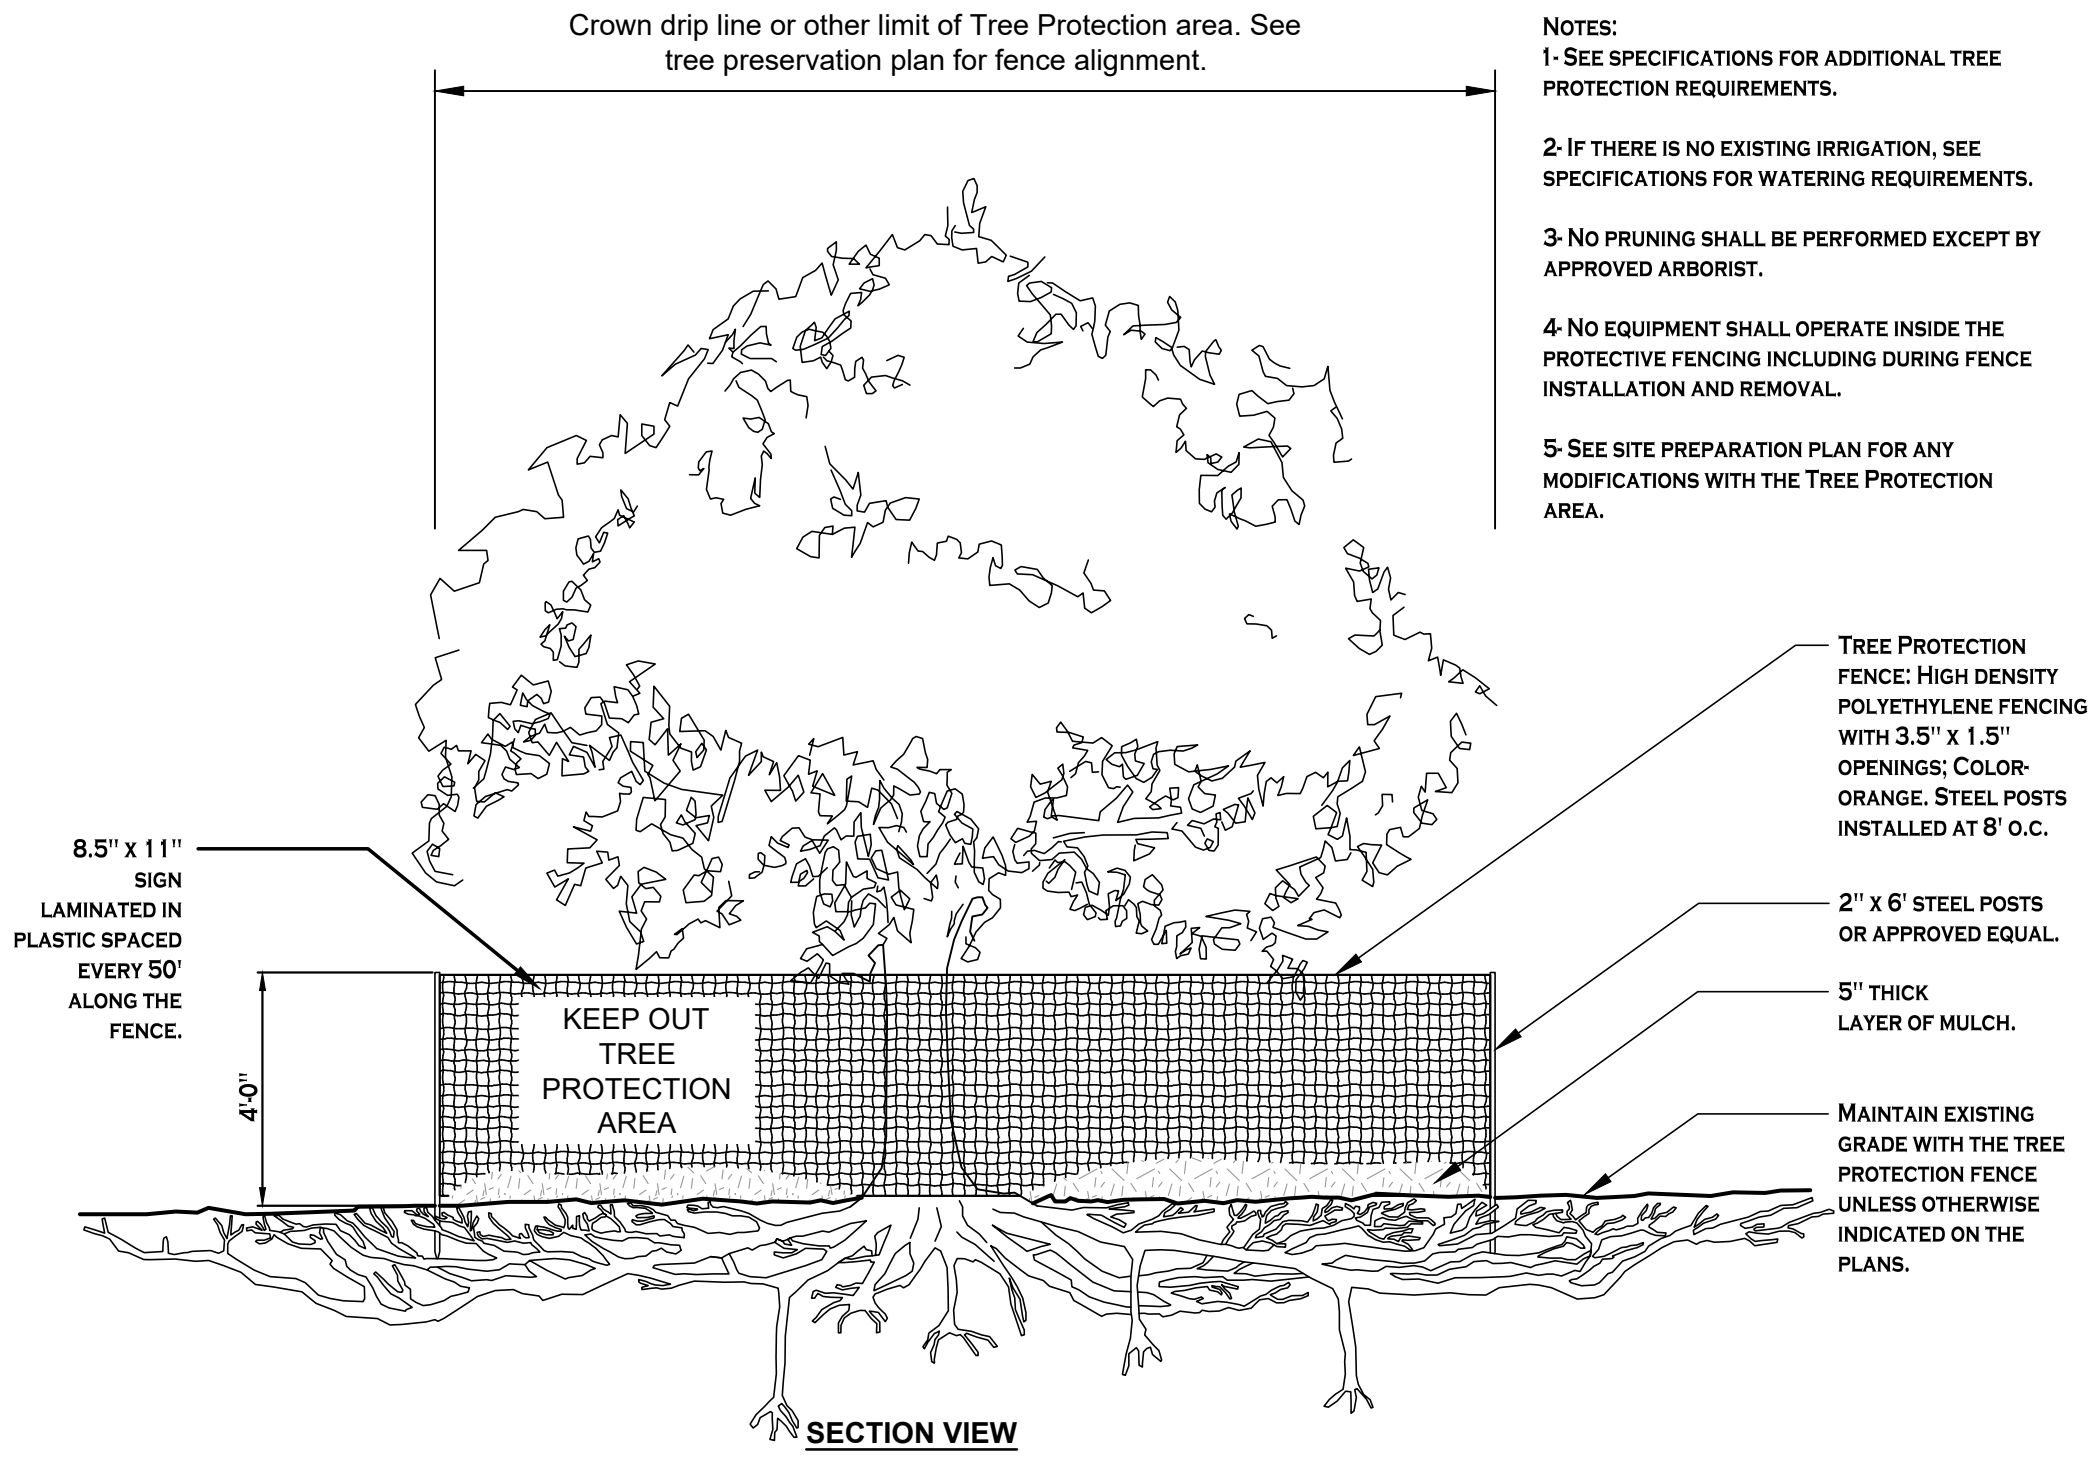 Crown drip line or other limit of Tree Protection area. See
tree preservation plan for fence alignment.
NOTES:
1- SEE SPECIFICATIONS FOR ADDITIONAL TREE
PROTECTION REQUIREMENTS.
2- IF THERE IS NO EXISTING IRRIGATION, SEE
SPECIFICATIONS FOR WATERING REQUIREMENTS.
3- NO PRUNING SHALL BE PERFORMED EXCEPT BY
APPROVED ARBORIST.
4- NO EQUIPMENT SHALL OPERATE INSIDE THE
PROTECTIVE FENCING INCLUDING DURING FENCE
INSTALLATION AND REMOVAL.
5- SEE SITE PREPARATION PLAN FOR ANY
MODIFICATIONS WITH THE TREE PROTECTION
AREA.
TREE PROTECTION
FENCE: HIGH DENSITY
POLYETHYLENE FENCING
WITH 3.5" X 1.5"
OPENINGS; COLOR-
ORANGE. STEEL POSTS
INSTALLED AT 8' O.C.
2" X 6' STEEL POSTS
OR APPROVED EQUAL.
5" THICK
LAYER OF MULCH.
MAINTAIN EXISTING
GRADE WITH THE TREE
PROTECTION FENCE
UNLESS OTHERWISE
INDICATED ON THE
PLANS.
8.5" X 11"
SIGN
LAMINATED IN
PLASTIC SPACED
EVERY 50'
ALONG THE
FENCE.
4'-0"
KEEP OUT
TREE
PROTECTION
AREA
SECTION VIEW